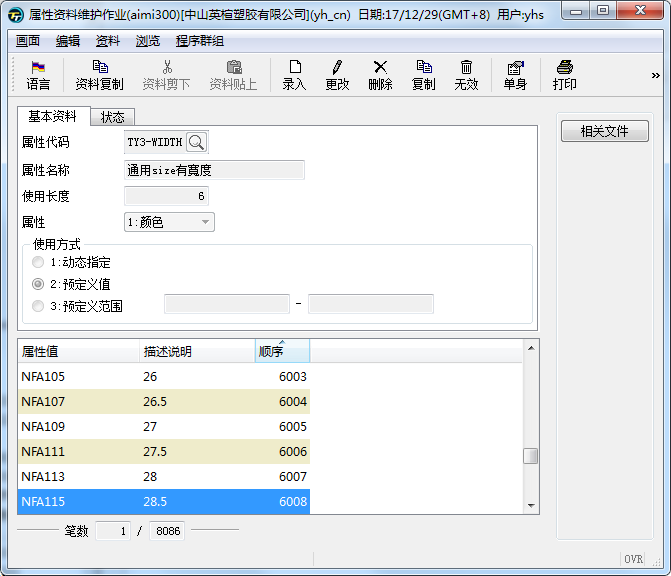 属性资料维护作业(aimi300)[中山英楦塑胶有限公司](yh_cn) 日期:17/12/29(GMT+8) 用户:yhs
画面 编辑 资料 浏览 程序群组
语言 资料复制 资料剪下 资料贴上 录入 更改 删除 复制 无效 单身 打印 »
基本资料 状态
相关文件
属性代码 TY3-WIDTH
属性名称 通用size有寬度
使用长度 6
属性 1:颜色
使用方式
1:动态指定
2:预定义值
3:预定义范围 -
属性值 描述说明 顺序
NFA105 26 6003
NFA107 26.5 6004
NFA109 27 6005
NFA111 27.5 6006
NFA113 28 6007
NFA115 28.5 6008
笔数 1 / 8086
OVR